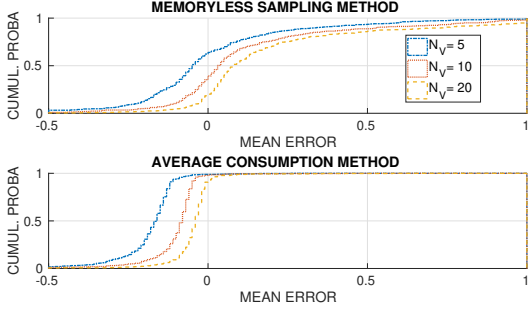 MEMORYLESS SAMPLING METHOD
CUMUL. PROBA
1
0.5
0
N_V= 5
N_V= 10
N_V= 20
-0.5
0
0.5
1
MEAN ERROR
AVERAGE CONSUMPTION METHOD
CUMUL. PROBA
1
0.5
0
-0.5
0
0.5
1
MEAN ERROR